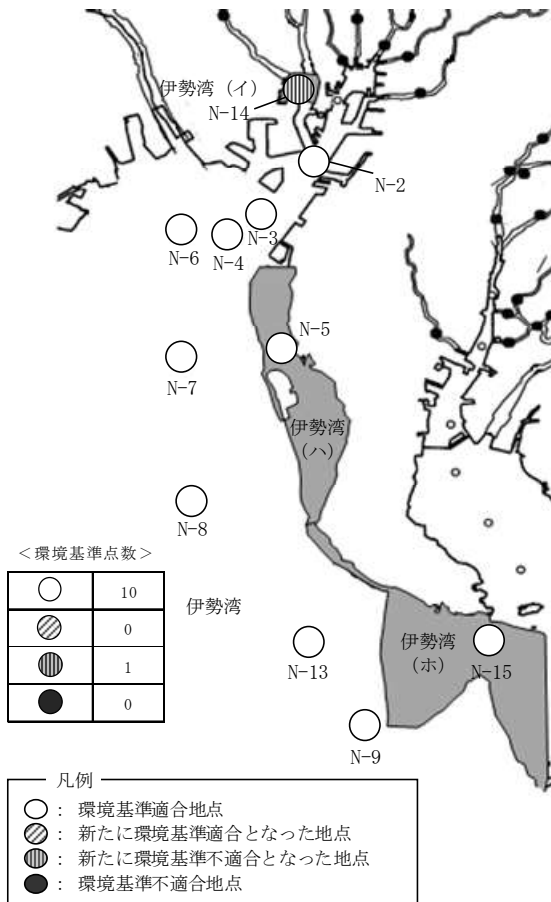 伊勢湾（イ）
N-14
N-2
N-3
N-6
N-4
N-5
N-7
伊勢湾
（ハ）
N-8
＜環境基準点数＞
10
0
1
0
伊勢湾
伊勢湾
（ホ）
N-13
N-15
N-9
凡例
： 環境基準適合地点
： 新たに環境基準適合となった地点
： 新たに環境基準不適合となった地点
： 環境基準不適合地点